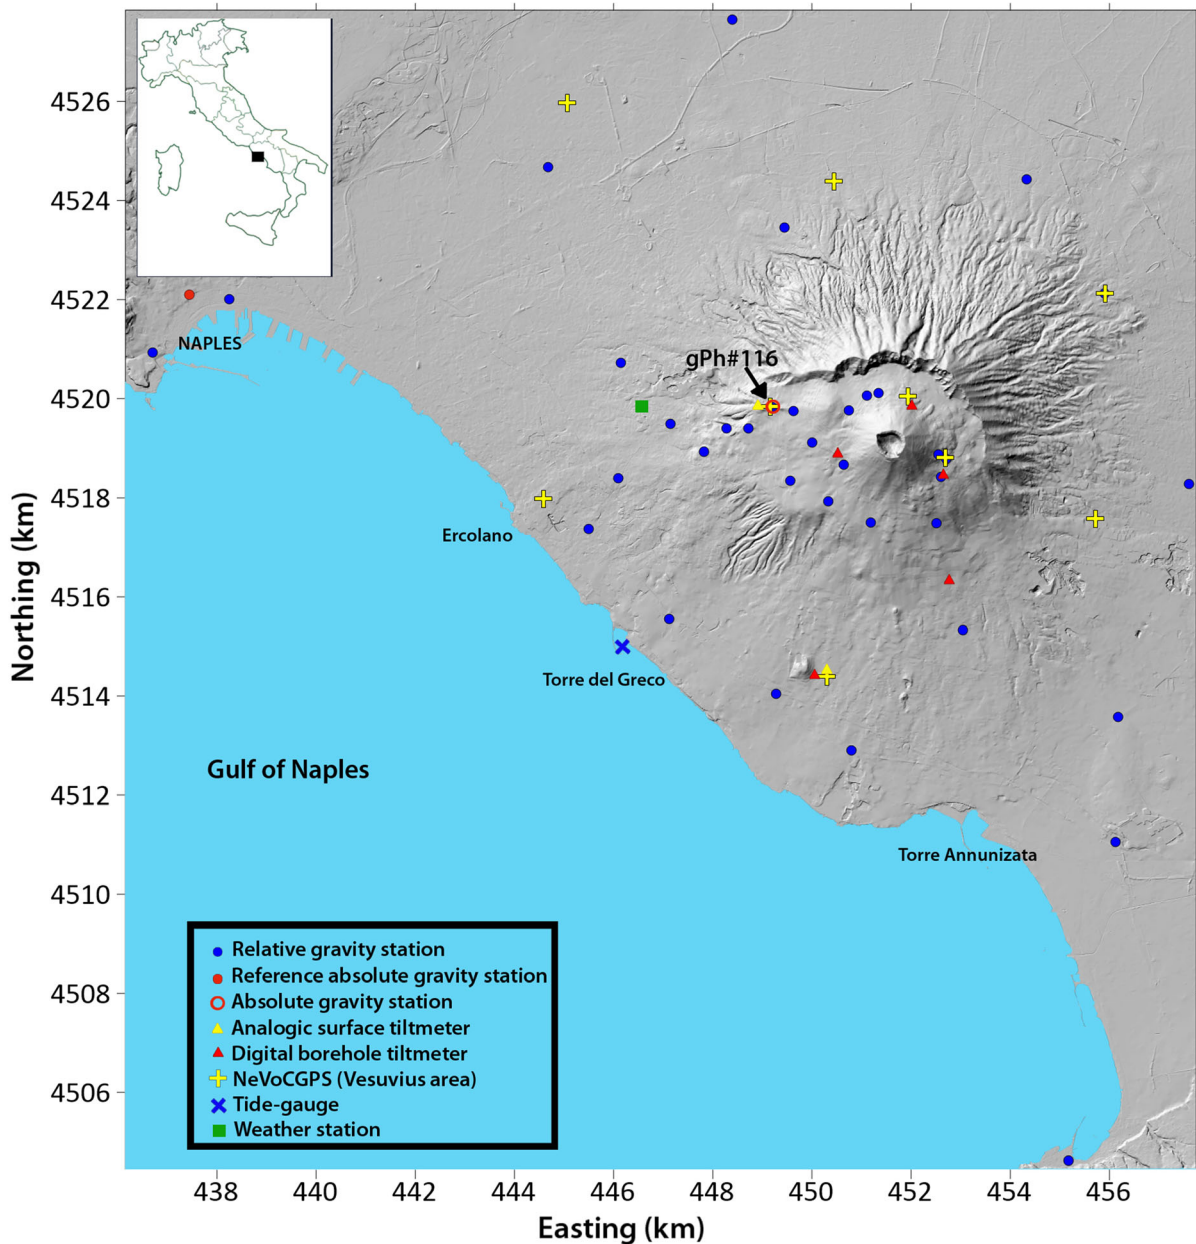 4526
4524
4522
4520
4518
4516
4514
4512
4510
4508
4506
Northing (km)
NAPLES
gPh#116
Ercolano
Torre del Greco
Gulf of Naples
Torre Annunizata
Relative gravity station
Reference absolute gravity station
Absolute gravity station
Analogic surface tiltmeter
Digital borehole tiltmeter
NeVoCGPS (Vesuvius area)
Tide-gauge
Weather station
438 440 442 444 446 448 450 452 454 456
Easting (km)